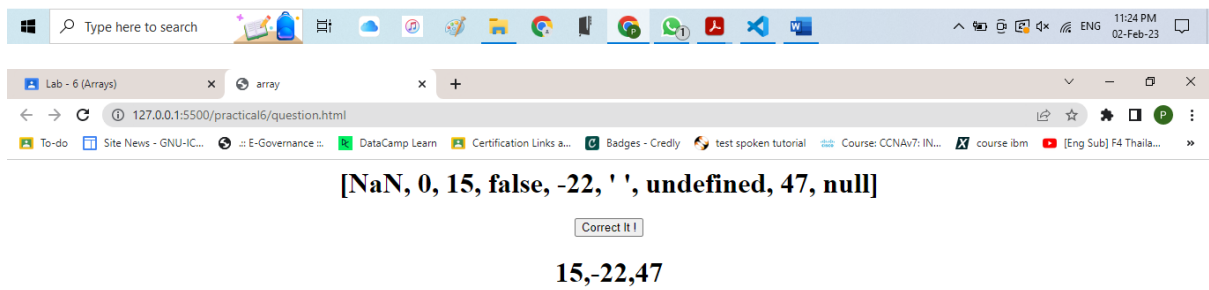 Type here to search
1
ENG
11:24 PM
02-Feb-23
Lab - 6 (Arrays)
array
127.0.0.1:5500/practical6/question.html
P
To-do Site News - GNU-IC... .:: E-Governance ::. DataCamp Learn Certification Links a... Badges - Credly test spoken tutorial Course: CCNAv7: IN... course ibm [Eng Sub] F4 Thaila... »
[NaN, 0, 15, false, -22, ' ', undefined, 47, null]
Correct It !
15,-22,47